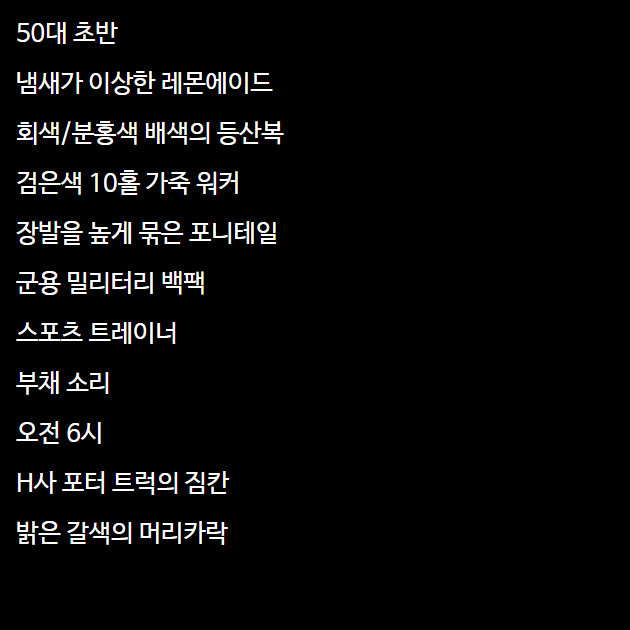 50대 초반
냄새가 이상한 레몬에이드
회색/분홍색 배색의 등산복
검은색 10홀 가죽 워커
장발을 높게 묶은 포니테일
군용 밀리터리 백팩
스포츠 트레이너
부채 소리
오전 6시
H사 포터 트럭의 짐칸
밝은 갈색의 머리카락